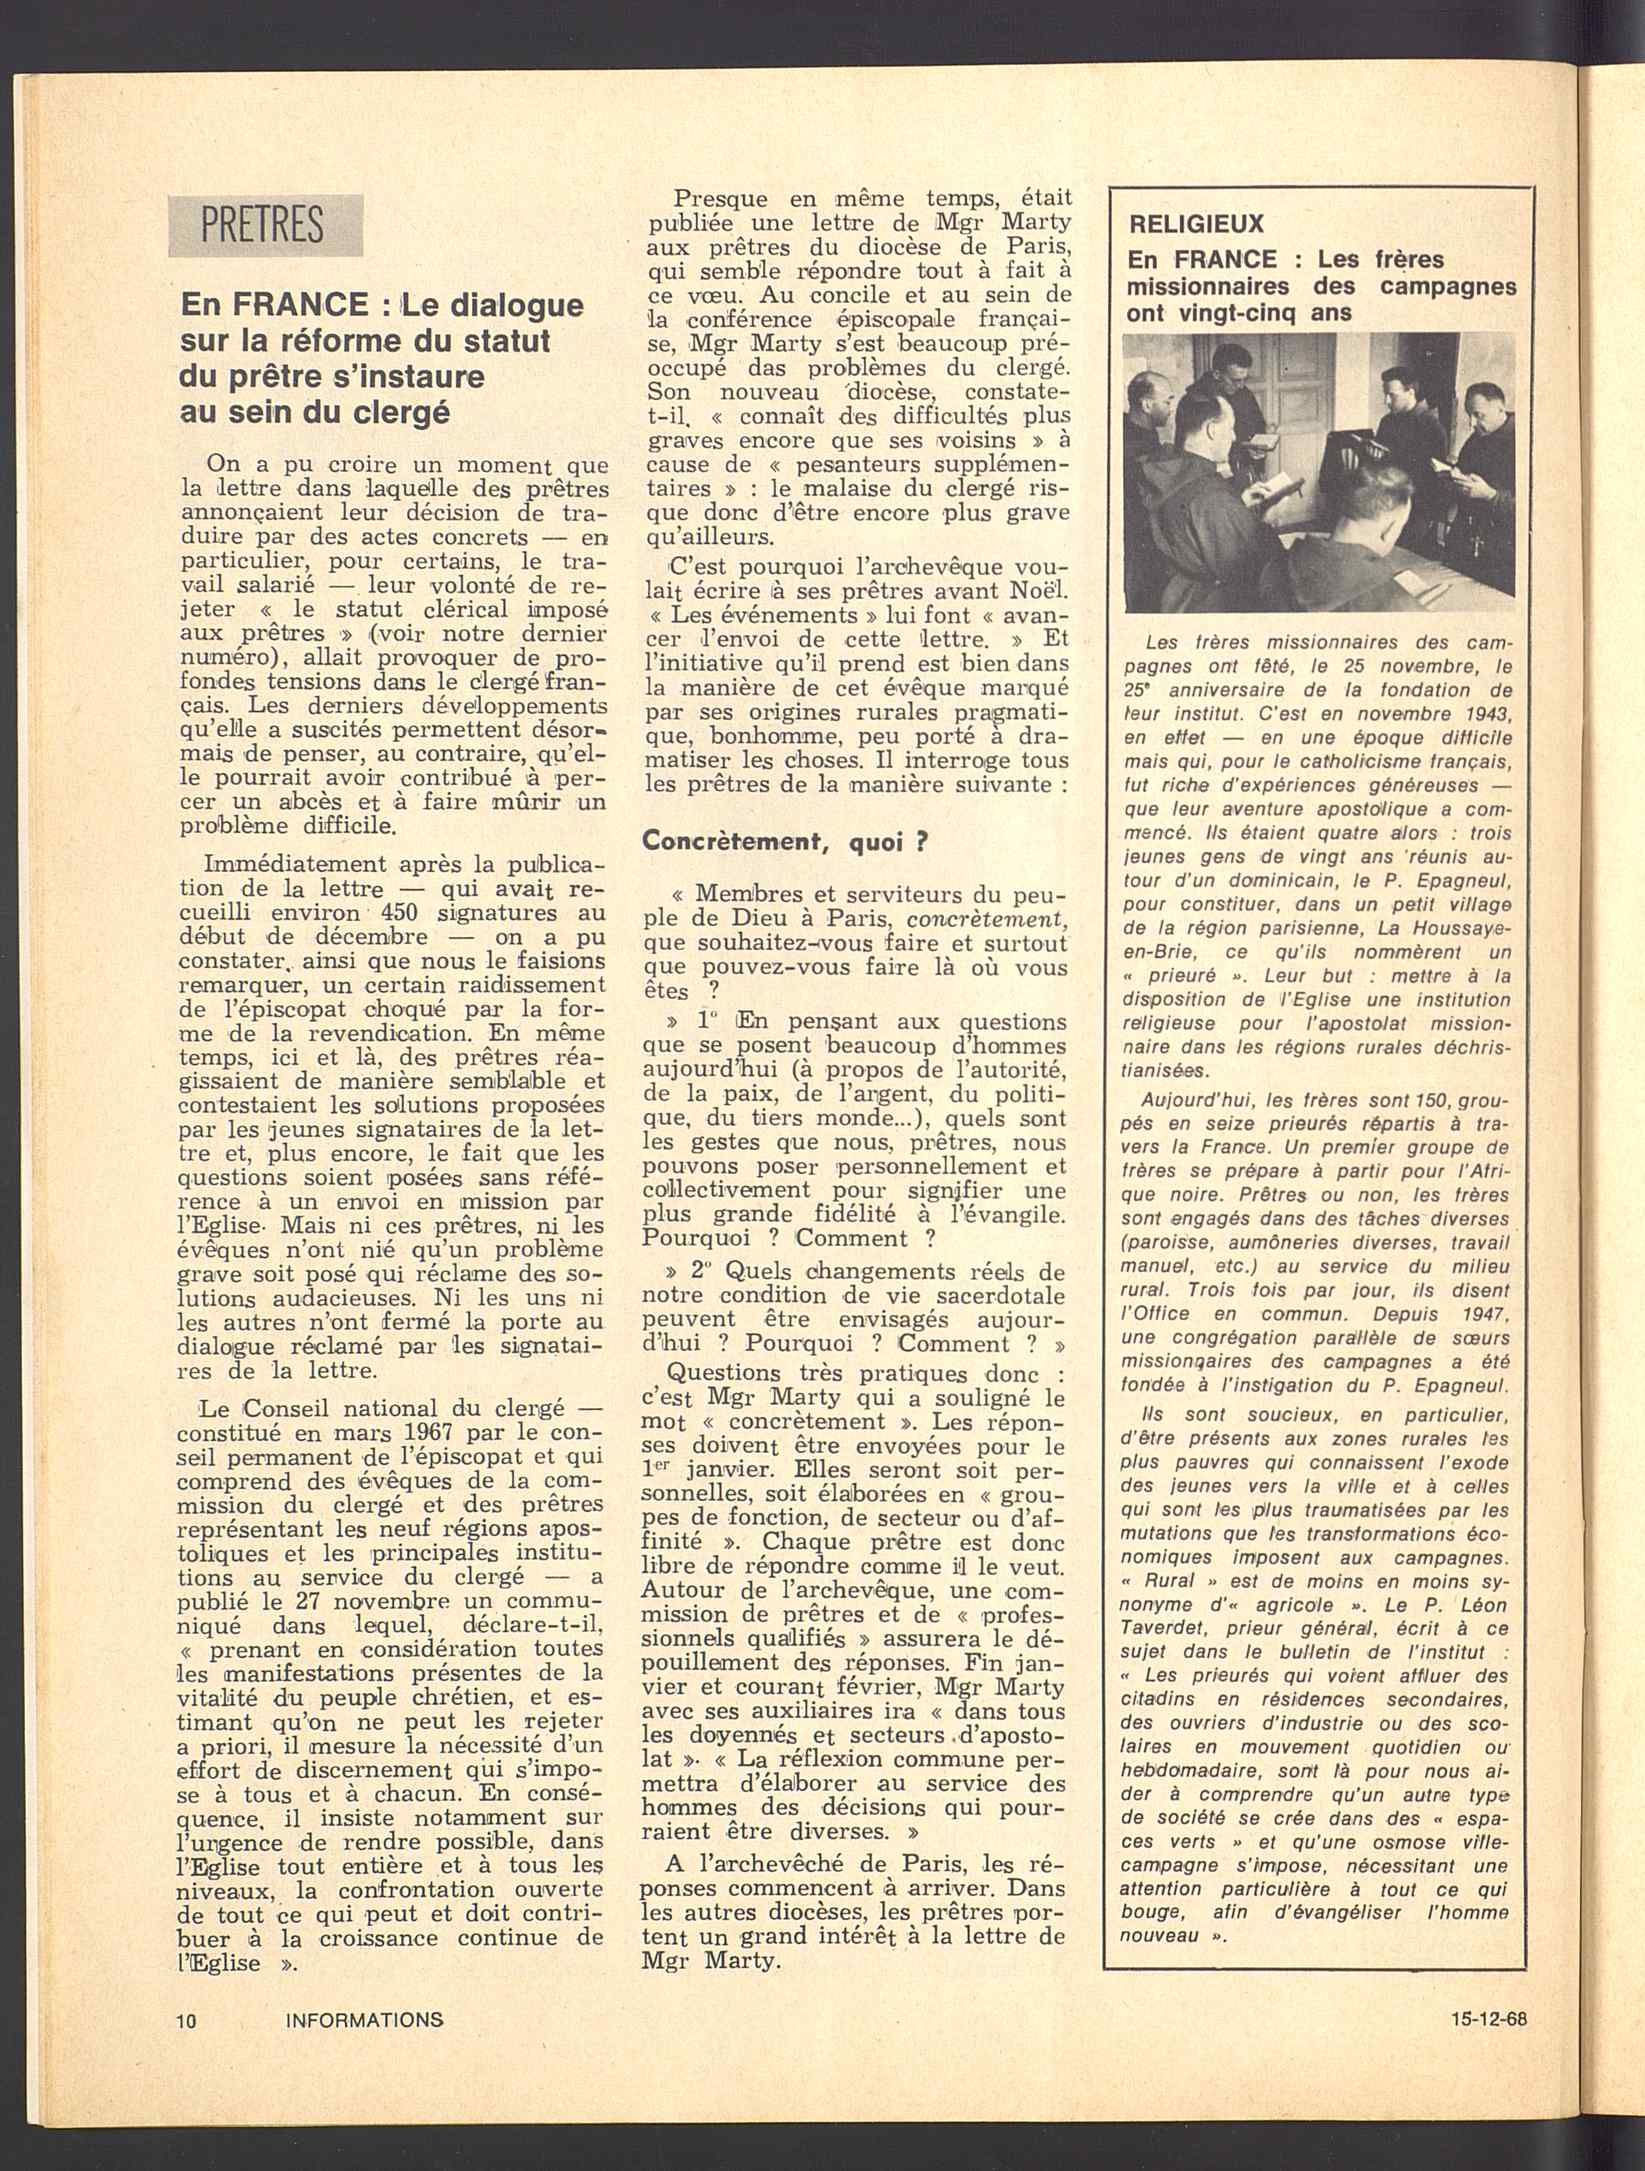 PRETRES
En FRANCE : Le dialogue
sur la réforme du statut
du prêtre s'instaure
au sein du clergé
On a pu croire un moment que
la lettre dans laquelle des prêtres
annonçaient leur décision de tra-
duire par des actes concrets — en
particulier, pour certains, le tra-
vail salarié — leur volonté de re-
jeter « le statut clérical imposé
aux prêtres » (voir notre dernier
numéro), allait provoquer de pro-
fondes tensions dans le clergé fran-
çais. Les derniers développements
qu'elle a suscités permettent désor-
mais de penser, au contraire, qu'el-
le pourrait avoir contribué à per-
cer un abcès et à faire mûrir un
problème difficile.
Immédiatement après la publica-
tion de la lettre — qui avait re-
cueilli environ 450 signatures au
début de décembre — on a pu
constater, ainsi que nous le faisions
remarquer, un certain raidissement
de l'épiscopat choqué par la for-
me de la revendication. En même
temps, ici et là, des prêtres réa-
gissaient de manière semblable et
contestaient les solutions proposées
par les jeunes signataires de la let-
tre et, plus encore, le fait que les
questions soient posées sans réfé-
rence à un envoi en mission par
l'Eglise. Mais ni ces prêtres, ni les
évêques n'ont nié qu'un problème
grave soit posé qui réclame des so-
lutions audacieuses. Ni les uns ni
les autres n'ont fermé la porte au
dialogue réclamé par les signatai-
res de la lettre.
Le Conseil national du clergé —
constitué en mars 1967 par le con-
seil permanent de l'épiscopat et qui
comprend des évêques de la com-
mission du clergé et des prêtres
représentant les neuf régions apos-
toliques et les principales institu-
tions au service du clergé — a
publié le 27 novembre un commu-
niqué dans lequel, déclare-t-il,
« prenant en considération toutes
les manifestations présentes de la
vitalité du peuple chrétien, et es-
timant qu'on ne peut les rejeter
a priori, il mesure la nécessité d'un
effort de discernement qui s'impo-
se à tous et à chacun. En consé-
quence, il insiste notamment sur
l'urgence de rendre possible, dans
l'Eglise tout entière et à tous les
niveaux, la confrontation ouverte
de tout ce qui peut et doit contri-
buer à la croissance continue de
l'Eglise ».
Presque en même temps, était
publiée une lettre de Mgr Marty
aux prêtres du diocèse de Paris,
qui semble répondre tout à fait à
ce vœu. Au concile et au sein de
la conférence épiscopale françai-
se, Mgr Marty s'est beaucoup pré-
occupé das problèmes du clergé.
Son nouveau diocèse, constate-
t-il, « connaît des difficultés plus
graves encore que ses voisins » à
cause de « pesanteurs supplémen-
taires » : le malaise du clergé ris-
que donc d'être encore plus grave
qu'ailleurs.
C'est pourquoi l'archevêque vou-
lait écrire à ses prêtres avant Noël.
« Les événements » lui font « avan-
cer l'envoi de cette lettre. » Et
l'initiative qu'il prend est bien dans
la manière de cet évêque marqué
par ses origines rurales pragmati-
que, bonhomme, peu porté à dra-
matiser les choses. Il interroge tous
les prêtres de la manière suivante :
Concrètement, quoi ?
« Membres et serviteurs du peu-
ple de Dieu à Paris, concrètement,
que souhaitez-vous faire et surtout
que pouvez-vous faire là où vous
êtes ?
» 1° En pensant aux questions
que se posent beaucoup d'hommes
aujourd'hui (à propos de l'autorité,
de la paix, de l'argent, du politi-
que, du tiers monde...), quels sont
les gestes que nous, prêtres, nous
pouvons poser personnellement et
collectivement pour signifier une
plus grande fidélité à l'évangile.
Pourquoi ? Comment ?
» 2° Quels changements réels de
notre condition de vie sacerdotale
peuvent être envisagés aujour-
d'hui ? Pourquoi ? Comment ? »
Questions très pratiques donc :
c'est Mgr Marty qui a souligné le
mot « concrètement ». Les répon-
ses doivent être envoyées pour le
1er janvier. Elles seront soit per-
sonnelles, soit élaborées en « grou-
pes de fonction, de secteur ou d'af-
finité ». Chaque prêtre est donc
libre de répondre comme il le veut.
Autour de l'archevêque, une com-
mission de prêtres et de « profes-
sionnels qualifiés » assurera le dé-
pouillement des réponses. Fin jan-
vier et courant février, Mgr Marty
avec ses auxiliaires ira « dans tous
les doyennés et secteurs d'aposto-
lat ». « La réflexion commune per-
mettra d'élaborer au service des
hommes des décisions qui pour-
raient être diverses. »
A l'archevêché de Paris, les ré-
ponses commencent à arriver. Dans
les autres diocèses, les prêtres por-
tent un grand intérêt à la lettre de
Mgr Marty.
RELIGIEUX
En FRANCE : Les frères
missionnaires des campagnes
ont vingt-cinq ans
Les frères missionnaires des cam-
pagnes ont fêté, le 25 novembre, le
25e anniversaire de la fondation de
leur institut. C'est en novembre 1943,
en effet — en une époque difficile
mais qui, pour le catholicisme français,
fut riche d'expériences généreuses —
que leur aventure apostolique a com-
mencé. Ils étaient quatre alors : trois
jeunes gens de vingt ans réunis au-
tour d'un dominicain, le P. Epagneul,
pour constituer, dans un petit village
de la région parisienne, La Houssaye-
en-Brie, ce qu'ils nommèrent un
« prieuré ». Leur but : mettre à la
disposition de l'Eglise une institution
religieuse pour l'apostolat mission-
naire dans les régions rurales déchris-
tianisées.
Aujourd'hui, les frères sont 150, grou-
pés en seize prieurés répartis à tra-
vers la France. Un premier groupe de
frères se prépare à partir pour l'Afri-
que noire. Prêtres ou non, les frères
sont engagés dans des tâches diverses
(paroisse, aumôneries diverses, travail
manuel, etc.) au service du milieu
rural. Trois fois par jour, ils disent
l'Office en commun. Depuis 1947,
une congrégation parallèle de sœurs
missionnaires des campagnes a été
fondée à l'instigation du P. Epagneul.
Ils sont soucieux, en particulier,
d'être présents aux zones rurales les
plus pauvres qui connaissent l'exode
des jeunes vers la ville et à celles
qui sont les plus traumatisées par les
mutations que les transformations éco-
nomiques imposent aux campagnes.
« Rural » est de moins en moins sy-
nonyme d'« agricole ». Le P. Léon
Taverdet, prieur général, écrit à ce
sujet dans le bulletin de l'institut :
« Les prieurés qui voient affluer des
citadins en résidences secondaires,
des ouvriers d'industrie ou des sco-
laires en mouvement quotidien ou
hebdomadaire, sont là pour nous ai-
der à comprendre qu'un autre type
de société se crée dans des « espa-
ces verts » et qu'une osmose ville-
campagne s'impose, nécessitant une
attention particulière à tout ce qui
bouge, afin d'évangéliser l'homme
nouveau ».
10 INFORMATIONS
15-12-68